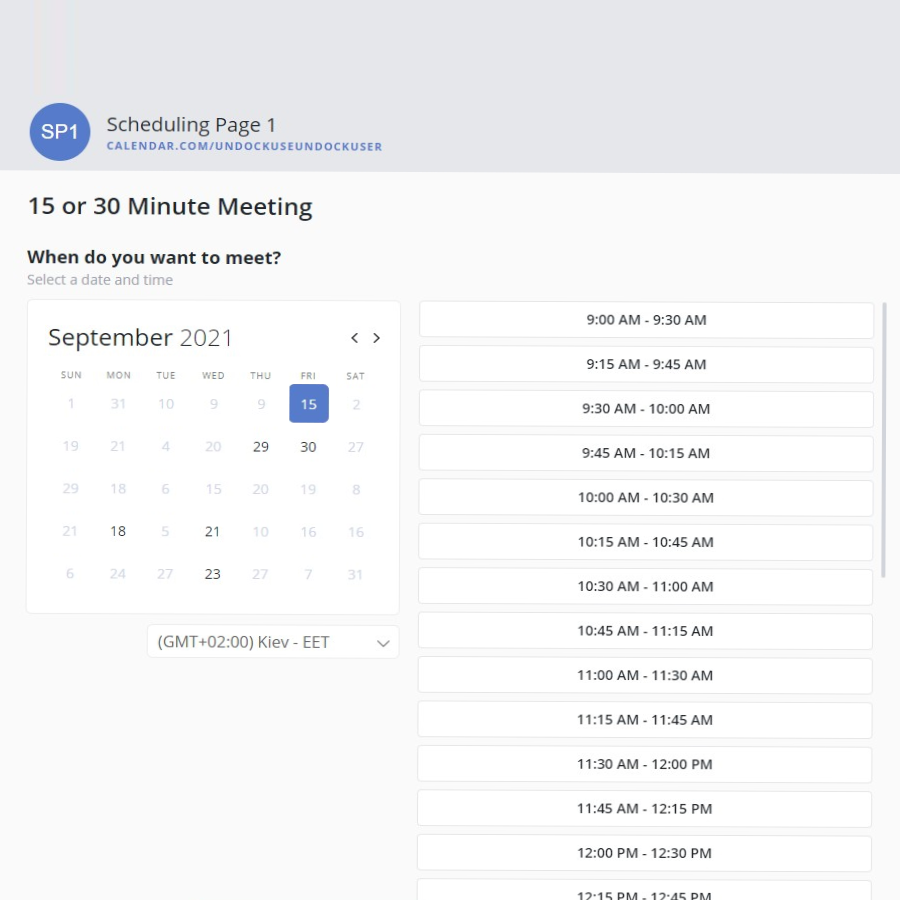 SP1
Scheduling Page 1
CALENDAR.COM/UNDOCKUSEUNDOCKUSER
15 or 30 Minute Meeting
When do you want to meet?
Select a date and time
September 2021
SUN MON TUE WED THU FRI SAT
1 31 10 9 9 15 2
19 21 4 20 29 30 27
29 18 6 15 20 19 8
21 18 5 21 10 16 16
6 24 27 23 27 7 31
(GMT+02:00) Kiev - EET
9:00 AM - 9:30 AM
9:15 AM - 9:45 AM
9:30 AM - 10:00 AM
9:45 AM - 10:15 AM
10:00 AM - 10:30 AM
10:15 AM - 10:45 AM
10:30 AM - 11:00 AM
10:45 AM - 11:15 AM
11:00 AM - 11:30 AM
11:15 AM - 11:45 AM
11:30 AM - 12:00 PM
11:45 AM - 12:15 PM
12:00 PM - 12:30 PM
12:15 PM - 12:45 PM